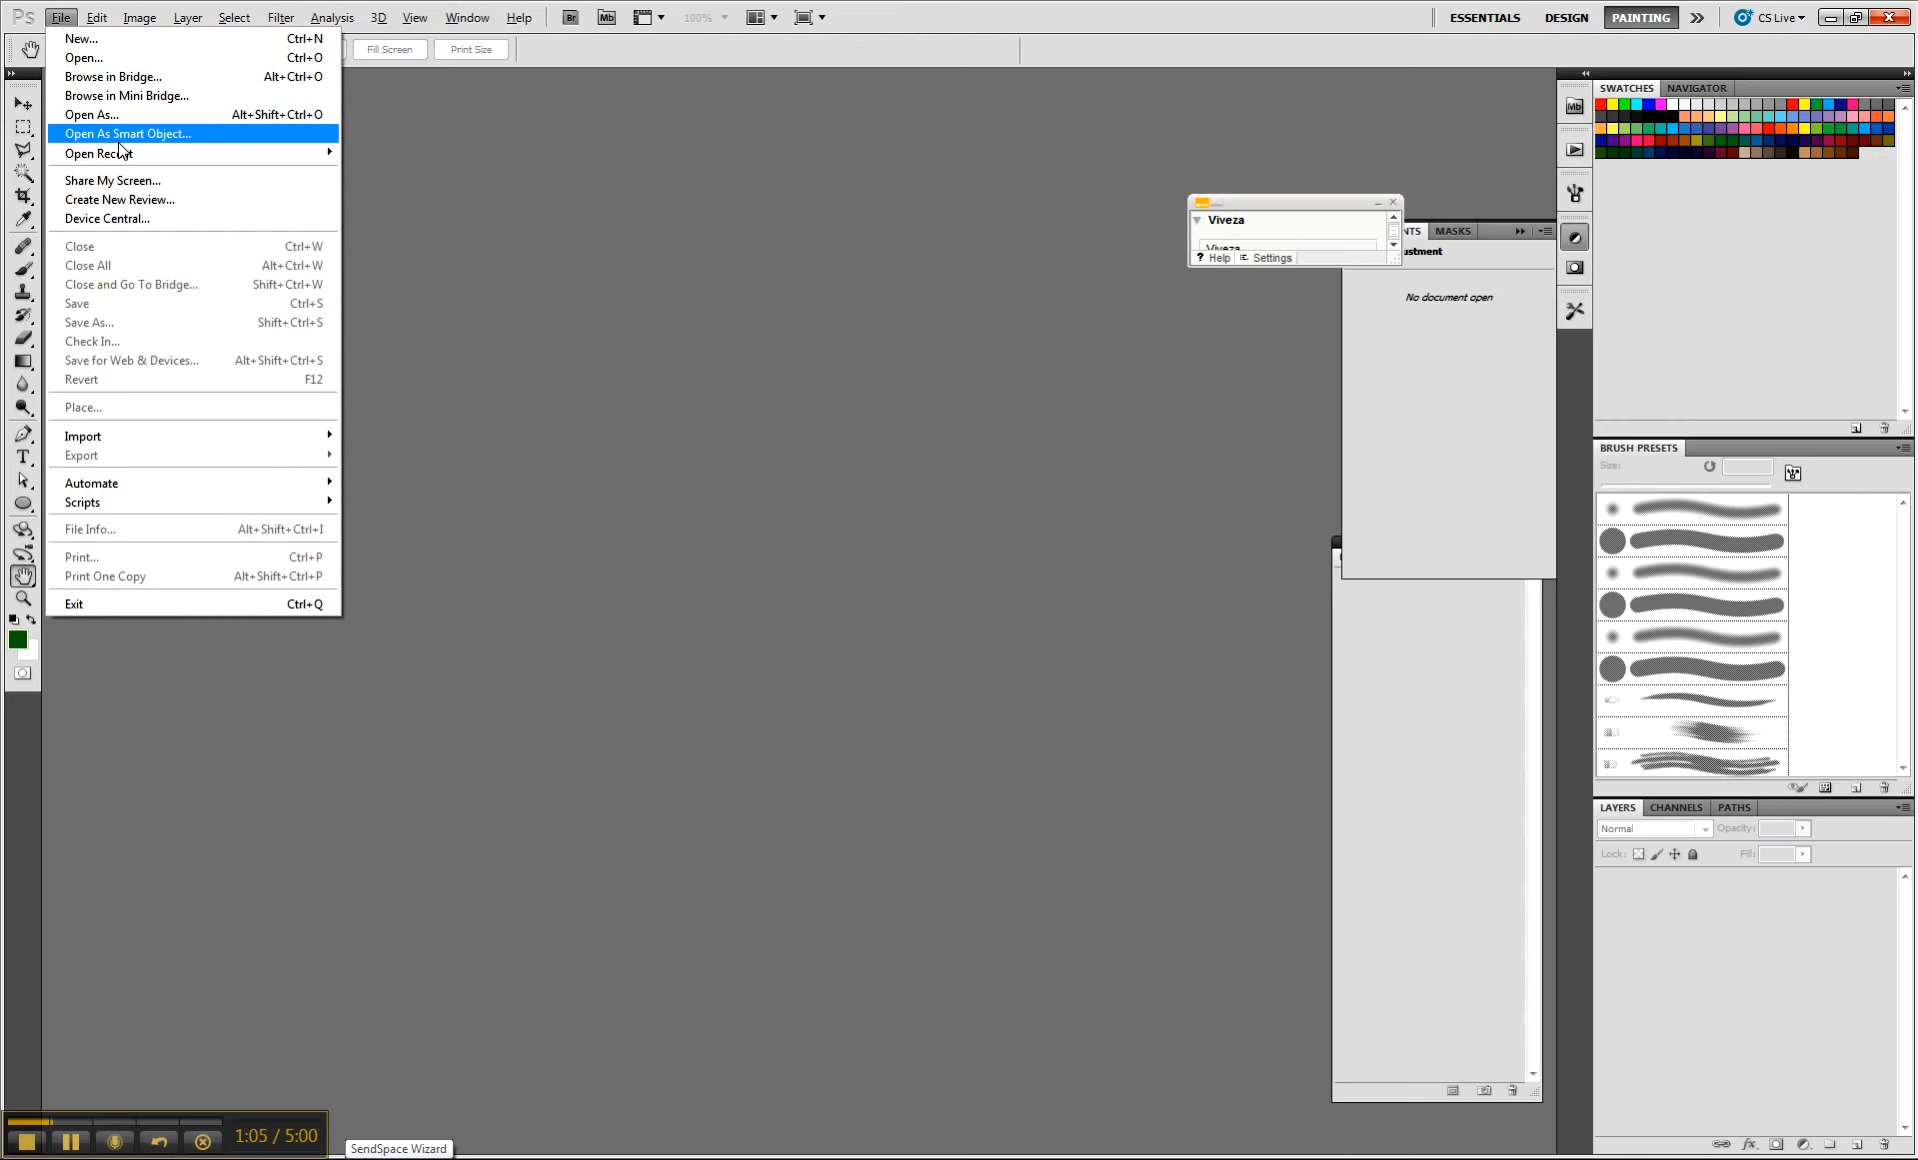 Ps File Edit Image Layer Select Filter Analysis 3D View Window Help Br Mb 100% ESSENTIALS DESIGN PAINTING CS Live
Fill Screen Print Size
New... Ctrl+N
Open... Ctrl+O
Browse in Bridge... Alt+Ctrl+O
Browse in Mini Bridge...
Open As... Alt+Shift+Ctrl+O
Open As Smart Object...
Open Recent
Share My Screen...
Create New Review...
Device Central...
Close Ctrl+W
Close All Alt+Ctrl+W
Close and Go To Bridge... Shift+Ctrl+W
Save Ctrl+S
Save As... Shift+Ctrl+S
Check In...
Save for Web & Devices... Alt+Shift+Ctrl+S
Revert F12
Place...
Import
Export
Automate
Scripts
File Info... Alt+Shift+Ctrl+I
Print... Ctrl+P
Print One Copy Alt+Shift+Ctrl+P
Exit Ctrl+Q
T
Viveza
Viveza
? Help Settings
NTS MASKS
ustment
No document open
Mb
SWATCHES NAVIGATOR
BRUSH PRESETS
Size:
LAYERS CHANNELS PATHS
Normal Opacity:
Lock: Fill:
fx
1:05 / 5:00
SendSpace Wizard